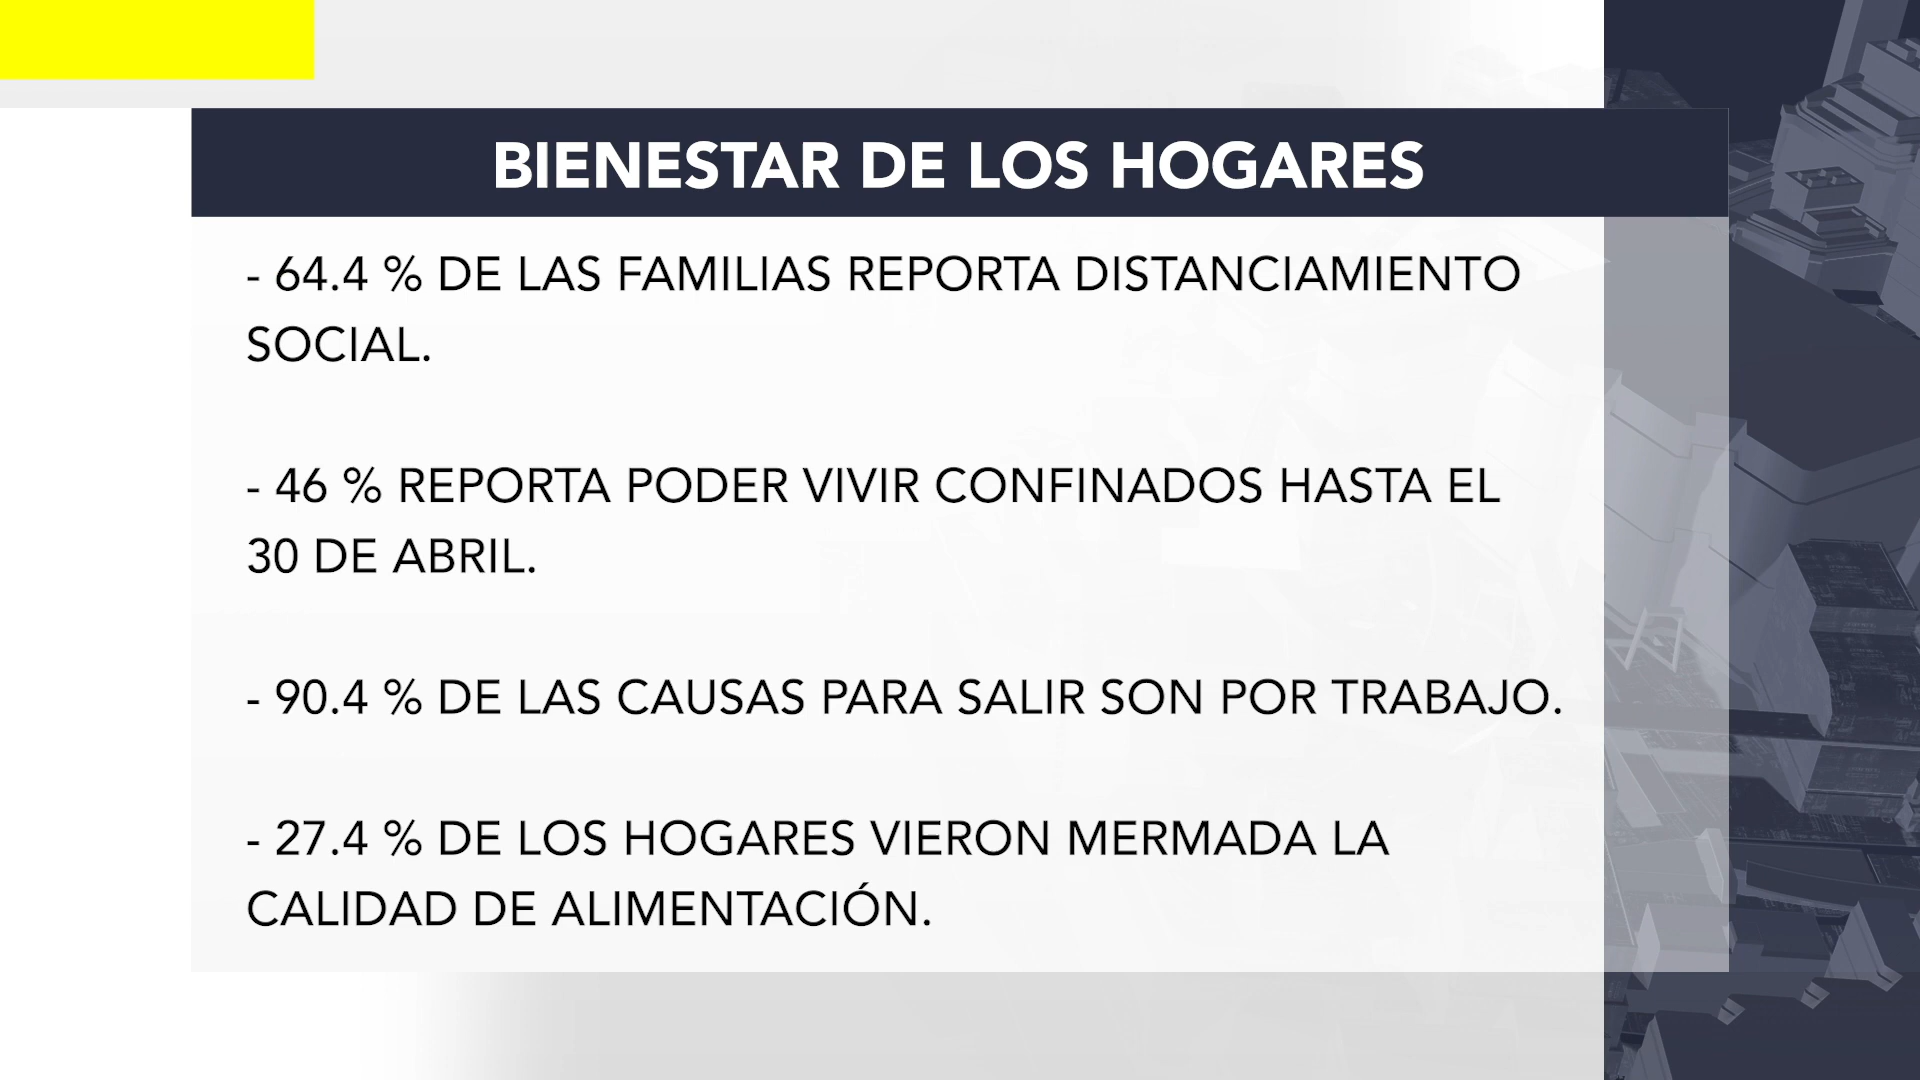 BIENESTAR DE LOS HOGARES
- 64.4 % DE LAS FAMILIAS REPORTA DISTANCIAMIENTO
SOCIAL.
- 46 % REPORTA PODER VIVIR CONFINADOS HASTA EL
30 DE ABRIL.
- 90.4 % DE LAS CAUSAS PARA SALIR SON POR TRABAJO.
- 27.4 % DE LOS HOGARES VIERON MERMADA LA
CALIDAD DE ALIMENTACIÓN.